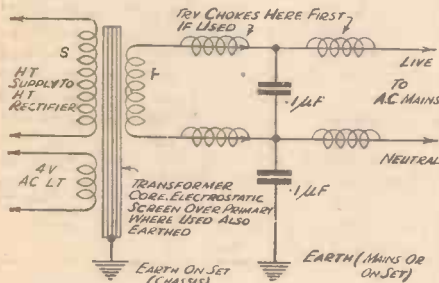 TRY CHOKES HERE FIRST
IF USED
S
P
HT
SUPPLY TO
HT
RECTIFIER
.1µF
LIVE
TO
A.C MAINS
NEUTRAL
4V
AC LT
.1µF
TRANSFORMER
CORE. ELECTROSTATIC
SCREEN OVER PRIMARY
WHERE USED ALSO
EARTHED
EARTH ON SET
(CHASSIS)
EARTH (MAINS OR
ON SET)